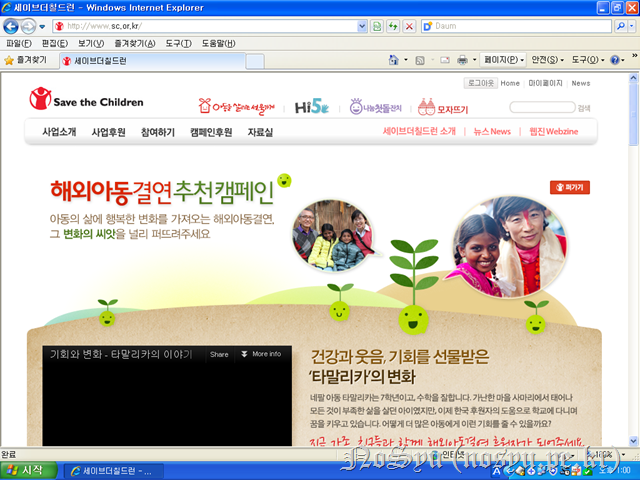 세이브더칠드런 - Windows Internet Explorer
http://www.sc.or.kr/
Daum
파일(F) 편집(E) 보기(V) 즐겨찾기(A) 도구(T) 도움말(H)
즐겨찾기 세이브더칠드런 페이지(P) 안전(S) 도구(O)
로그아웃 Home 마이페이지 News
Save the Children Hi5 나눔첫돌잔치 모자뜨기 검색
사업소개 사업후원 참여하기 캠페인후원 자료실 세이브더칠드런 소개 | 뉴스 News | 웹진 Webzine
해외아동결연 추천 캠페인
퍼가기
아동의 삶에 행복한 변화를 가져오는 해외아동결연,
그 변화의 씨앗을 널리 퍼뜨려주세요
기회와 변화 - 타말리카의 이야기 Share More info
건강과 웃음, 기회를 선물받은
'타말리카'의 변화
네팔 아동 타말리카는 7학년이고, 수학을 잘합니다. 가난한 마을 사마리에서 태어나
모든 것이 부족한 삶을 살던 아이였지만, 이제 한국 후원자의 도움으로 학교에 다니며
꿈을 키우고 있습니다. 어떻게 더 많은 아동에게 이런 기회를 줄 수 있을까요?
지금 가족, 친구들과 함께 해외아동결연 후원자가 되어주세요.
완료 인터넷 100%
NoSyu (nosyu.pe.kr)
시작 세이브더칠드런 - ... 1:00